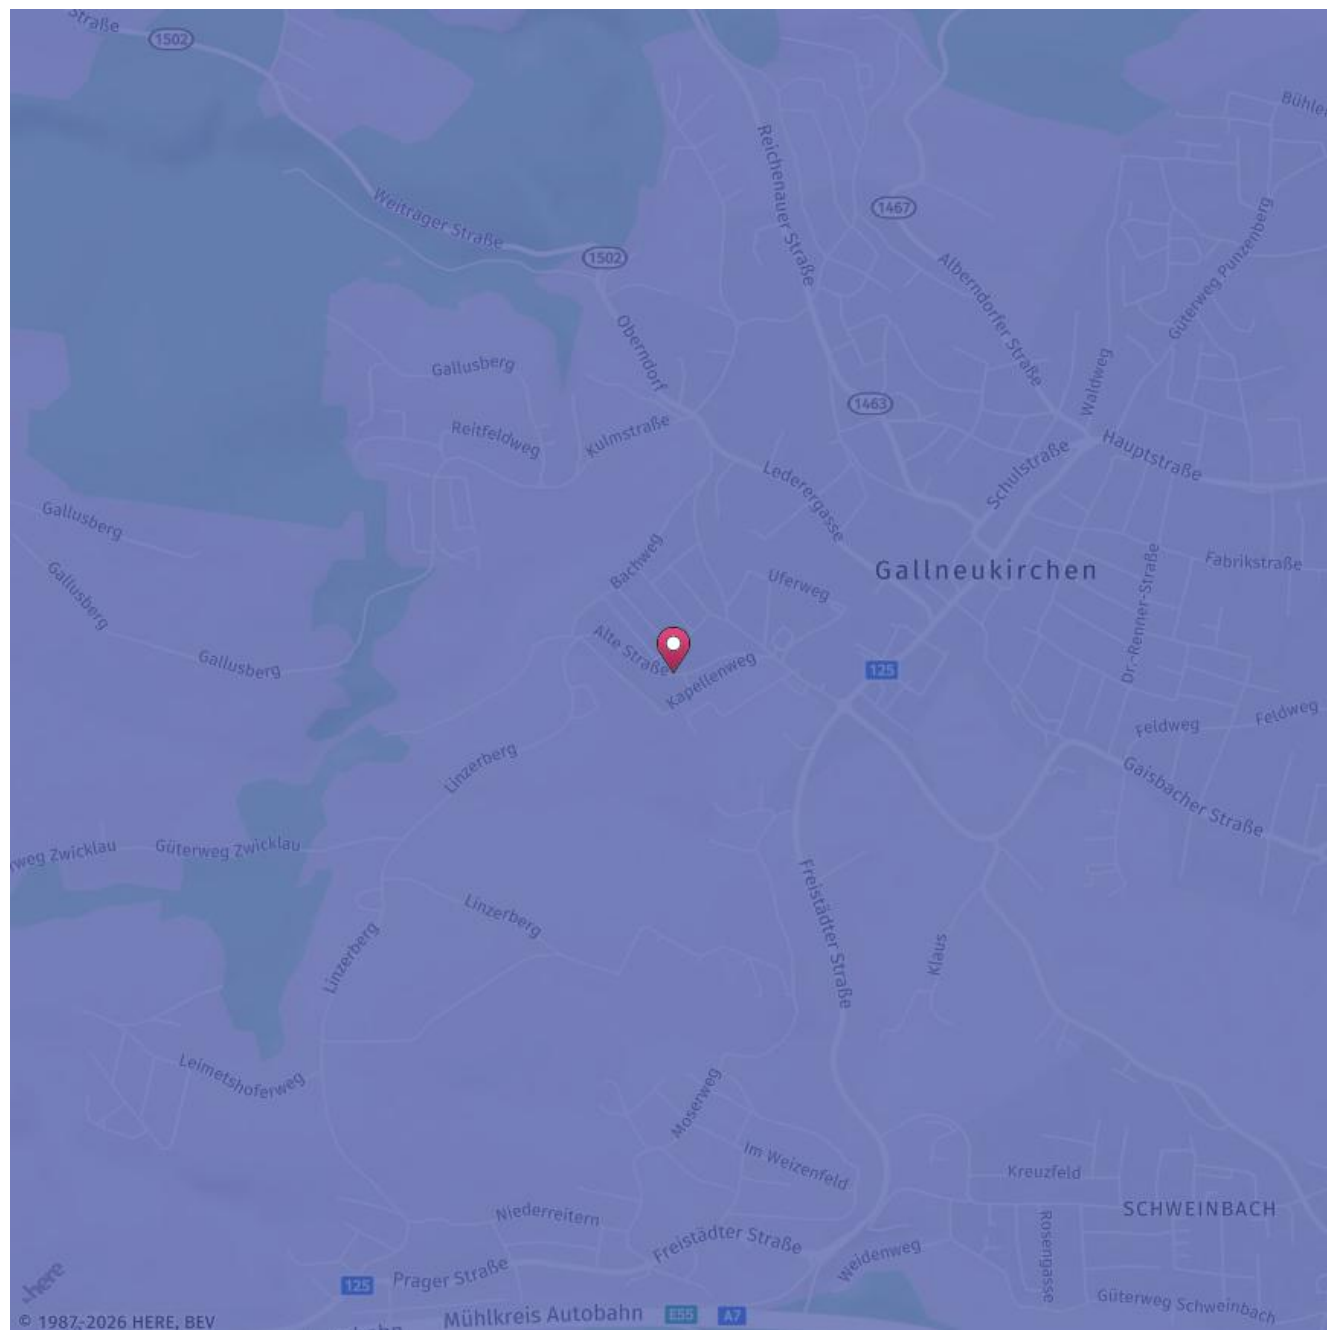 Straße
1502
Bühle
Reichenauer Straße
Weitrager Straße
1467
1502
Alberndorfer Straße
Güterweg Punzenberg
Oberndorf
Gallusberg
Waldweg
1463
Reitfeldweg
Kulmstraße
Hauptstraße
Schulstraße
Lederergasse
Gallusberg
Bachweg
Gallneukirchen
Fabrikstraße
Uferweg
Gallusberg
Dr.-Renner-Straße
Alte Straße
Gallusberg
Kapellenweg
125
Feldweg
Feldweg
Linzerberg
Gaisbacher Straße
rweg Zwicklau
Güterweg Zwicklau
Linzerberg
Freistädter Straße
Linzerberg
Klaus
Leimetshoferweg
Moserweg
Im Weizenfeld
Kreuzfeld
SCHWEINBACH
Niederreitern
Freistädter Straße
Rosengasse
Weidenweg
here
125
Prager Straße
Güterweg Schweinbach
Mühlkreis Autobahn
E55
A7
© 1987-2026 HERE, BEV